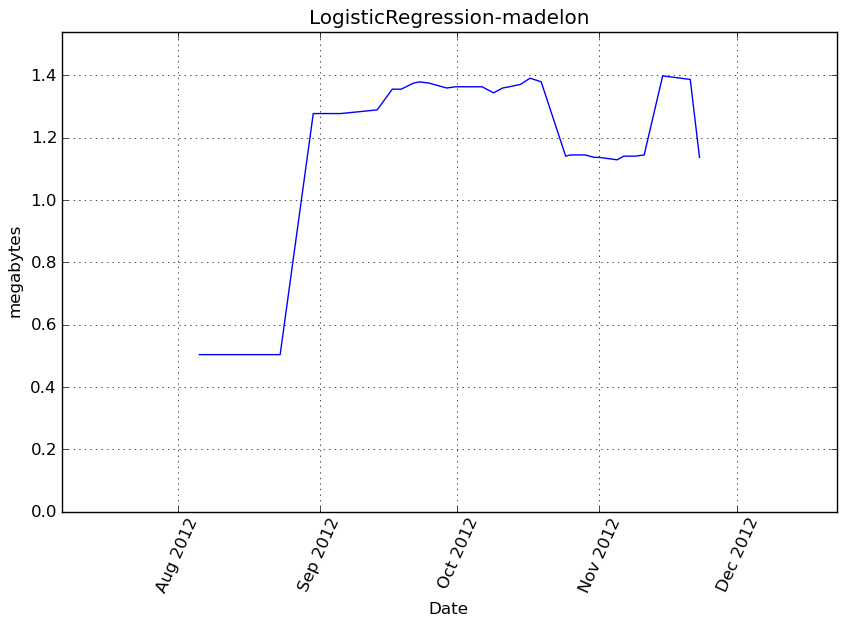 LogisticRegression-madelon
1.4
1.2
1.0
0.8
0.6
0.4
0.2
0.0
megabytes
Aug 2012
Sep 2012
Oct 2012
Nov 2012
Dec 2012
Date